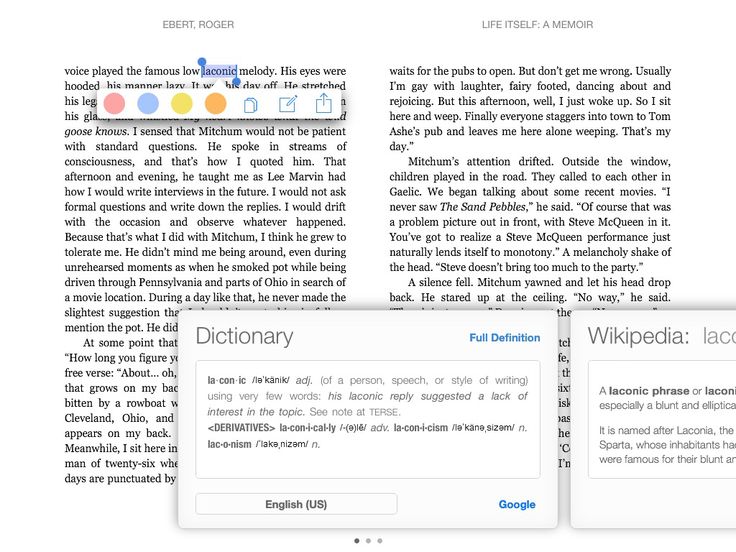 EBERT, ROGER
LIFE ITSELF: A MEMOIR
voice played the famous low laconic melody. His eyes were
hooded, his manner lazy. It was his day off. He stretched
his leg
his glass, and
goose knows. I sensed that Mitchum would not be patient
with standard questions. He spoke in streams of
consciousness, and that's how I quoted him. That
afternoon and evening, he taught me as Lee Marvin had
how I would write interviews in the future. I would not ask
formal questions and write down the replies. I would drift
with the occasion and observe whatever happened.
Because that's what I did with Mitchum, I think he grew to
tolerate me. He didn't mind me being around, even during
unrehearsed moments as when he smoked pot while being
driven through Pennsylvania and parts of Ohio in search of
a movie location. During a day like that, he never made the
slightest suggestion that
mention the pot. He did
At some point that
"How long you figure yo
free verse: "About... oh,
that grows on my bac
bitten by a rowboat w
Cleveland, Ohio, and
appears on my back.
Meanwhile, I sit here in
man of twenty-six whe
days are punctuated by
waits for the pubs to open. But don't get me wrong. Usually
I'm gay with laughter, fairy footed, dancing about and
rejoicing. But this afternoon, well, I just woke up. So I sit
here and weep. Finally everyone staggers into town to Tom
Ashe's pub and leaves me here alone weeping. That's my
day."
Mitchum's attention drifted. Outside the window,
children played in the road. They called to each other in
Gaelic. We began talking about some recent movies. "I
never saw The Sand Pebbles," he said. "Of course that was
a problem picture out in front, with Steve McQueen in it.
You've got to realize a Steve McQueen performance just
naturally lends itself to monotony." A melancholy shake of
the head. "Steve doesn't bring too much to the party."
A silence fell. Mitchum yawned and let his head drop
back. He stared up at the ceiling. "No way," he said.
Dictionary
Full Definition
la·con·ic /lə'känik/ adj. (of a person, speech, or style of writing)
using very few words: his laconic reply suggested a lack of
interest in the topic. See note at TERSE.
<DERIVATIVES> la·con·i·cal·ly /-(ə)lē/ adv. la·con·i·cism /lə'känə,sizəm/ n.
lac·o·nism /'lakə,nizəm/ n.
English (US)
Google
Wikipedia: laco
A laconic phrase or laconi
especially a blunt and elliptica
It is named after Laconia, the
Sparta, whose inhabitants had
were famous for their blunt an